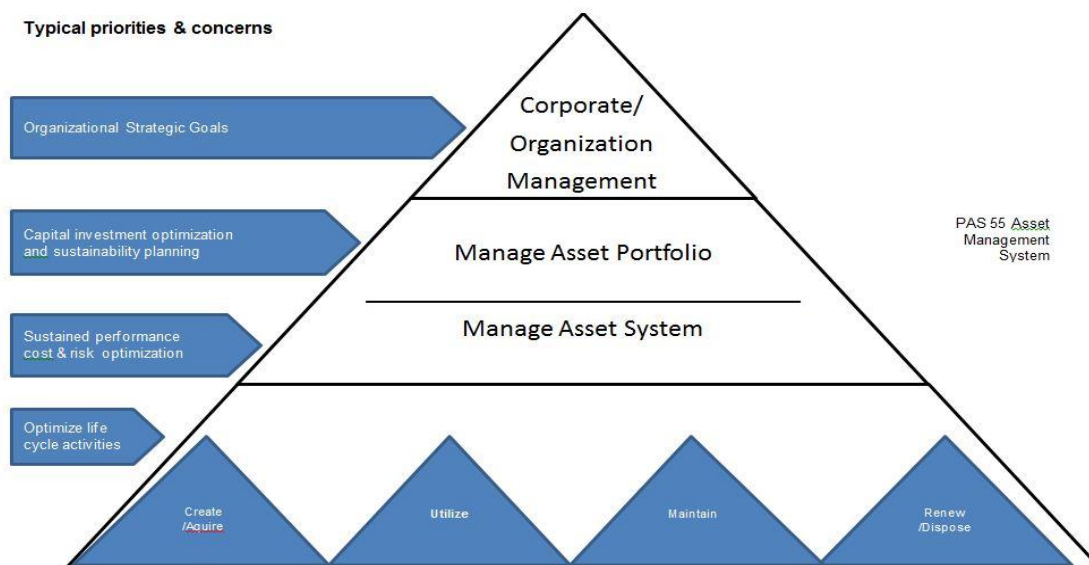 Typical priorities & concerns
Organizational Strategic Goals
Corporate/
Organization
Management
Capital investment optimization
and sustainability planning
Manage Asset Portfolio
PAS 55 Asset
Management
System
Sustained performance
cost & risk optimization
Manage Asset System
Optimize life
cycle activities
Create
/Aquire
Utilize
Maintain
Renew
/Dispose